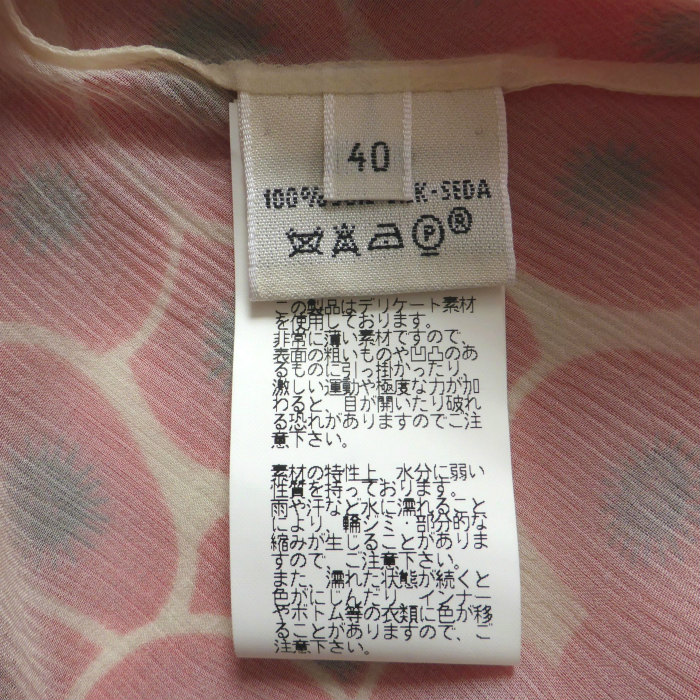 40
100% SEDA
P
®
この製品はデリケート素材
を使用しております。
非常に薄い素材ですので、
表面の粗いものや凹凸のあ
るものに引っ掛かったり、
激しい運動や極度な力が加
わると、目が開いたり破れ
る恐れがありますのでご注
意下さい。
素材の特性上、水分に弱い
性質を持っております。
雨や汗など水に濡れること
により、輪ジミ・部分的な
縮みが生じることがありま
すので、ご注意下さい。
また、濡れた状態が続くと
色がにじんだり、インナー
やボトム等の衣類に色が移
ることがありますので、ご
注意下さい。